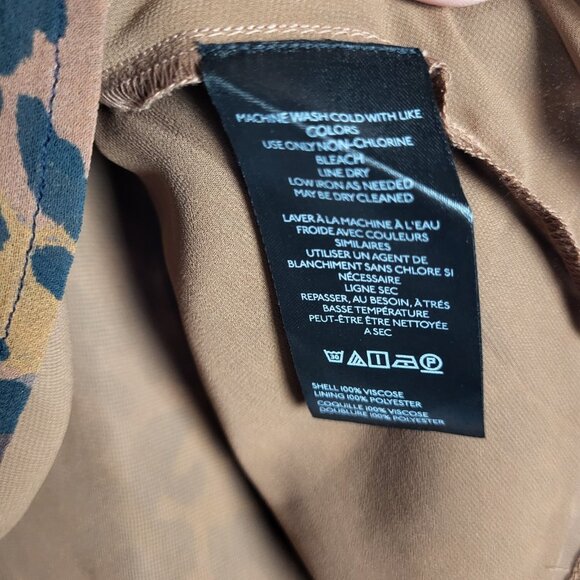 MACHINE WASH COLD WITH LIKE
COLORS
USE ONLY NON-CHLORINE
BLEACH
LINE DRY
LOW IRON AS NEEDED
MAY BE DRY CLEANED
LAVER À LA MACHINE À L'EAU
FROIDE AVEC COULEURS
SIMILAIRES
UTILISER UN AGENT DE
BLANCHIMENT SANS CHLORE SI
NÉCESSAIRE
LIGNE SEC
REPASSER, AU BESOIN, À TRÉS
BASSE TEMPÉRATURE
PEUT-ÊTRE ÊTRE NETTOYÉE
A SEC
30 P
SHELL 100% VISCOSE
LINING 100% POLYESTER
COQUILLE 100% VISCOSE
DOUBLURE 100% POLYESTER